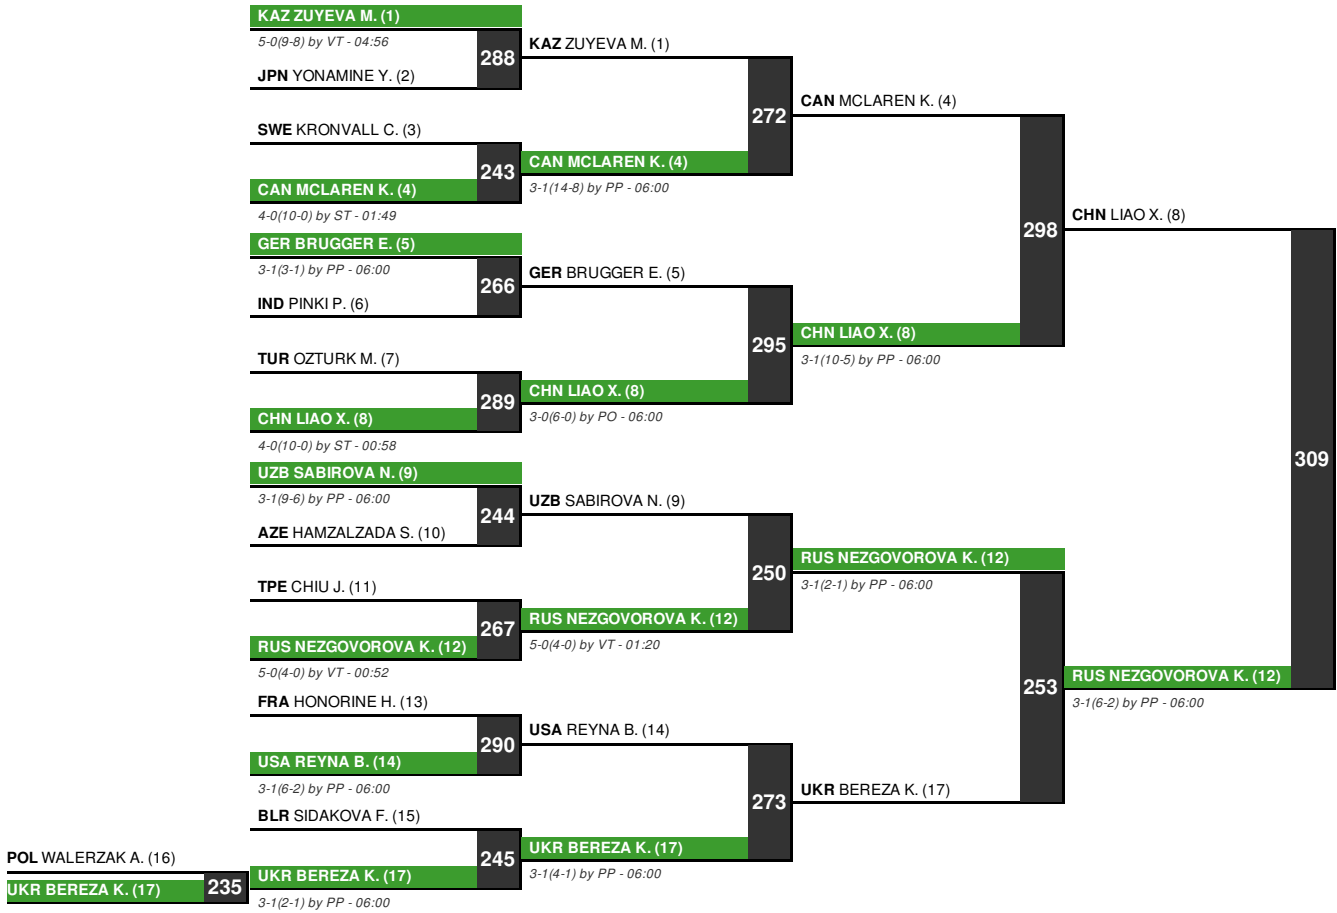 KAZ ZUYEVA M. (1)
5-0(9-8) by VT - 04:56
JPN YONAMINE Y. (2)
288
KAZ ZUYEVA M. (1)
SWE KRONVALL C. (3)
CAN MCLAREN K. (4)
4-0(10-0) by ST - 01:49
243
CAN MCLAREN K. (4)
3-1(14-8) by PP - 06:00
272
CAN MCLAREN K. (4)
GER BRUGGER E. (5)
3-1(3-1) by PP - 06:00
IND PINKI P. (6)
266
GER BRUGGER E. (5)
TUR OZTURK M. (7)
CHN LIAO X. (8)
4-0(10-0) by ST - 00:58
289
CHN LIAO X. (8)
3-0(6-0) by PO - 06:00
295
CHN LIAO X. (8)
3-1(10-5) by PP - 06:00
298
CHN LIAO X. (8)
UZB SABIROVA N. (9)
3-1(9-6) by PP - 06:00
AZE HAMZALZADA S. (10)
244
UZB SABIROVA N. (9)
TPE CHIU J. (11)
RUS NEZGOVOROVA K. (12)
5-0(4-0) by VT - 00:52
267
RUS NEZGOVOROVA K. (12)
5-0(4-0) by VT - 01:20
250
RUS NEZGOVOROVA K. (12)
3-1(2-1) by PP - 06:00
FRA HONORINE H. (13)
USA REYNA B. (14)
3-1(6-2) by PP - 06:00
290
USA REYNA B. (14)
BLR SIDAKOVA F. (15)
POL WALERZAK A. (16)
UKR BEREZA K. (17)
235
UKR BEREZA K. (17)
3-1(2-1) by PP - 06:00
245
UKR BEREZA K. (17)
3-1(4-1) by PP - 06:00
273
UKR BEREZA K. (17)
253
RUS NEZGOVOROVA K. (12)
3-1(6-2) by PP - 06:00
309